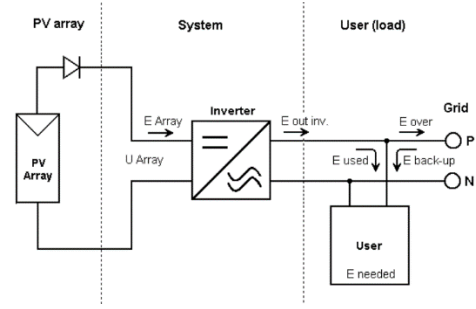 PV array
System
User (load)
Grid
Inverter
E Array
E out inv.
E over
P
PV
Array
U Array
E used
E back-up
N
User
E needed